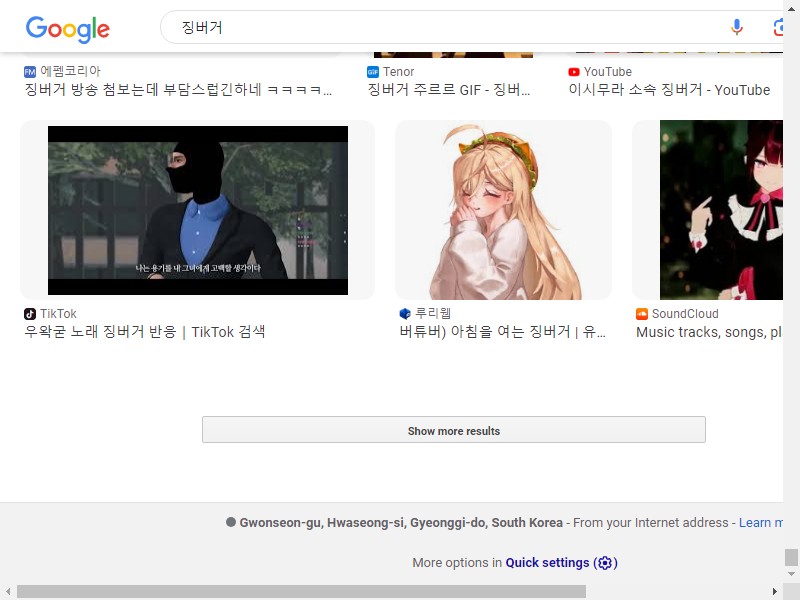 Google
징버거
에펨코리아
징버거 방송 첨보는데 부담스럽긴하네 ㅋㅋㅋㅋ...
Tenor
징버거 주르르 GIF - 징버...
YouTube
이시무라 소속 징버거 - YouTube
나는 용기를 내 그녀에게 고백할 생각이다
TikTok
우왁굳 노래 징버거 반응 | TikTok 검색
루리웹
버튜버) 아침을 여는 징버거 | 유...
SoundCloud
Music tracks, songs, pl
Show more results
Gwonseon-gu, Hwaseong-si, Gyeonggi-do, South Korea - From your Internet address - Learn m
More options in Quick settings